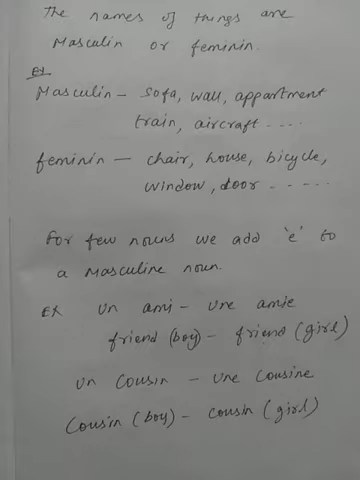 The names of things are
Masculin or feminin.
Ex
Masculin - sofa, wall, appartment
train, aircraft ....
feminin - chair, house, bicycle,
window, door ......
For few nouns we add 'e' to
a masculine noun.
Ex un ami - une amie
friend (boy) - friend (girl)
un cousin - une cousine
Cousin (boy) - cousin (girl)